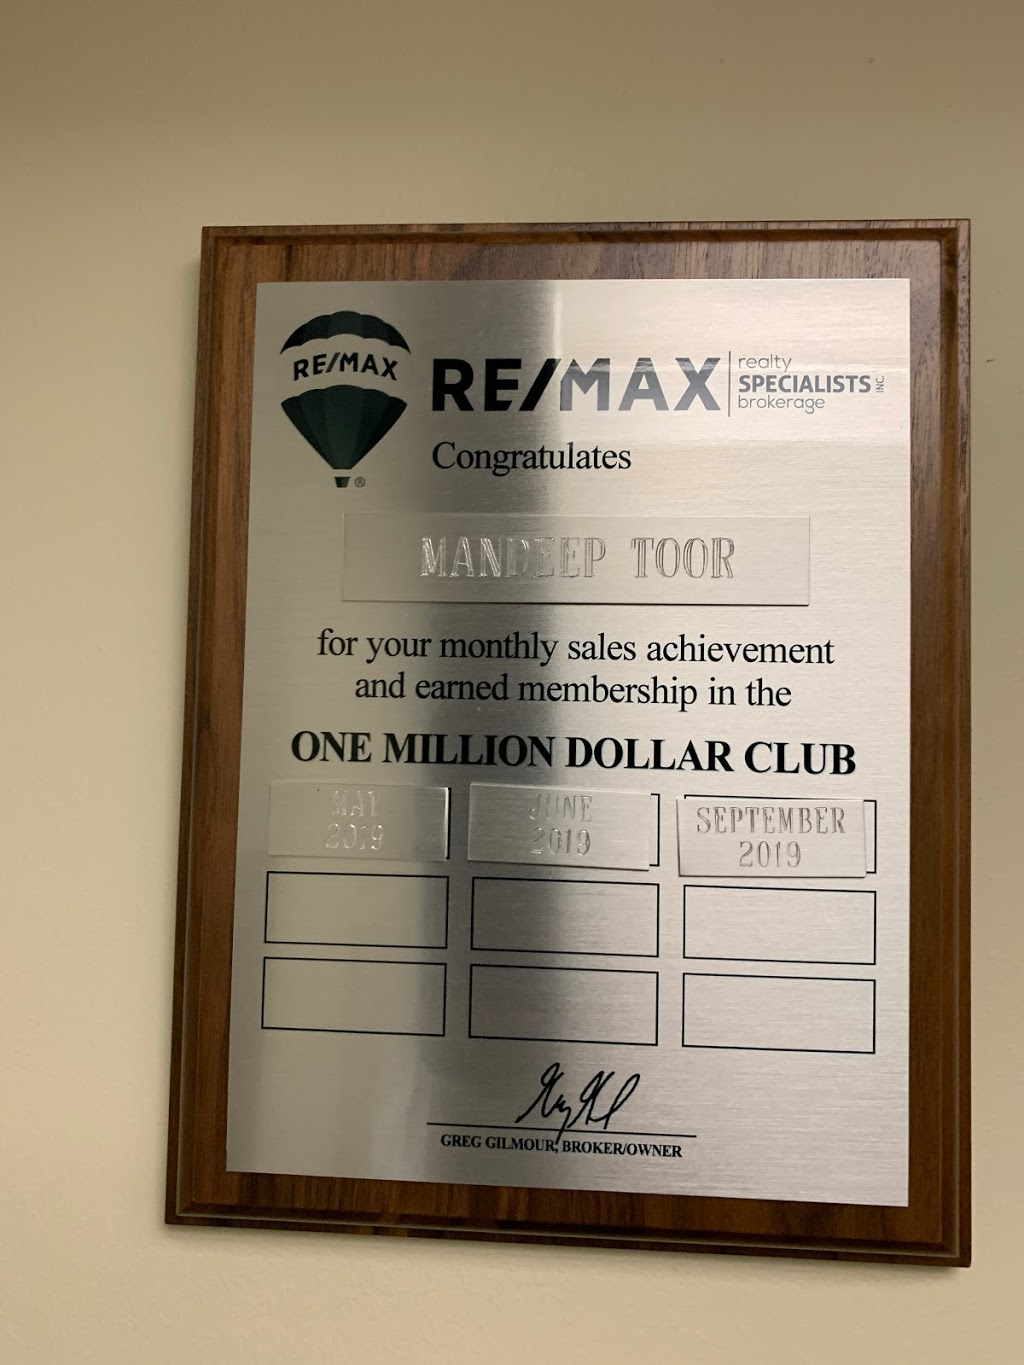 RE/MAX
®
RE/MAX
realty
SPECIALISTS INC.
brokerage
Congratulates
MANDEEP TOOR
for your monthly sales achievement
and earned membership in the
ONE MILLION DOLLAR CLUB
MAY
2019
JUNE
2019
SEPTEMBER
2019
GREG GILMOUR, BROKER/OWNER